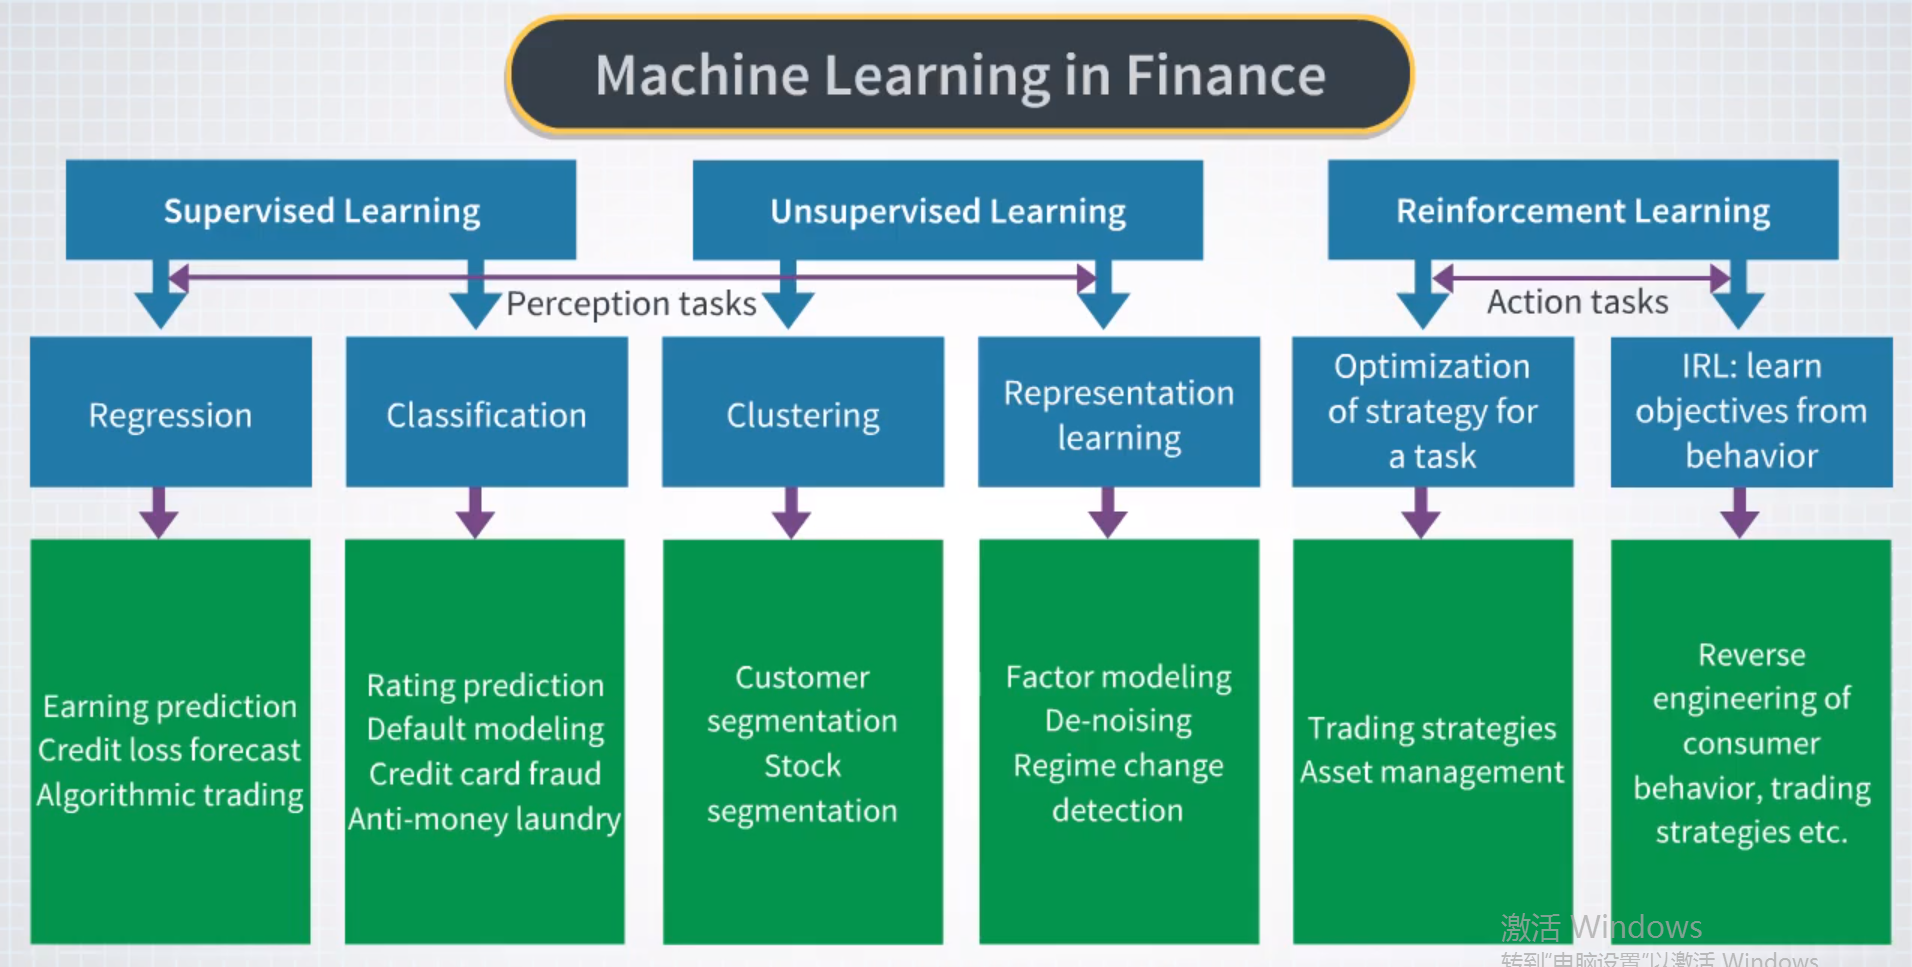 Machine Learning in Finance
Supervised Learning
Unsupervised Learning
Reinforcement Learning
Perception tasks
Action tasks
Regression
Classification
Clustering
Representation
learning
Optimization
of strategy for
a task
IRL: learn
objectives from
behavior
Earning prediction
Credit loss forecast
Algorithmic trading
Rating prediction
Default modeling
Credit card fraud
Anti-money laundry
Customer
segmentation
Stock
segmentation
Factor modeling
De-noising
Regime change
detection
Trading strategies
Asset management
Reverse
engineering of
consumer
behavior, trading
strategies etc.
激活 Windows
转到"电脑设置"以激活 Windows